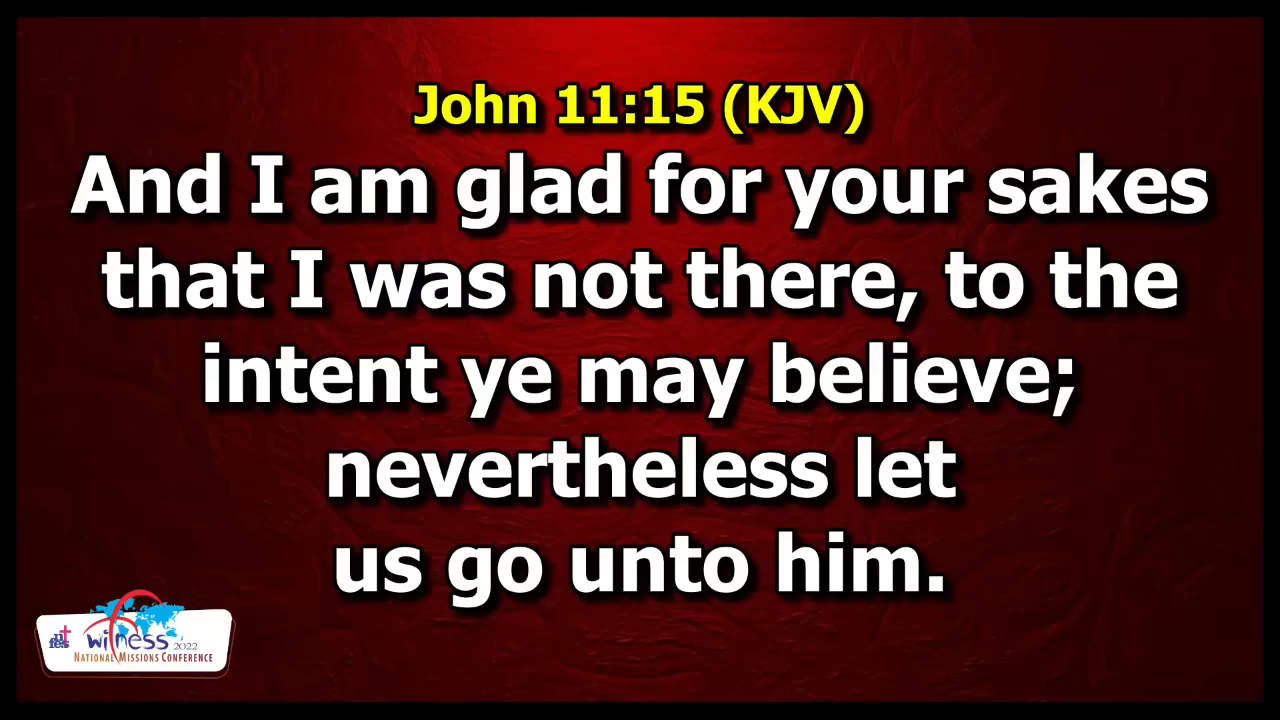 John 11:15 (KJV)
And I am glad for your sakes
that I was not there, to the
intent ye may believe;
nevertheless let
us go unto him.
witness 2022
NATIONAL MISSIONS CONFERENCE